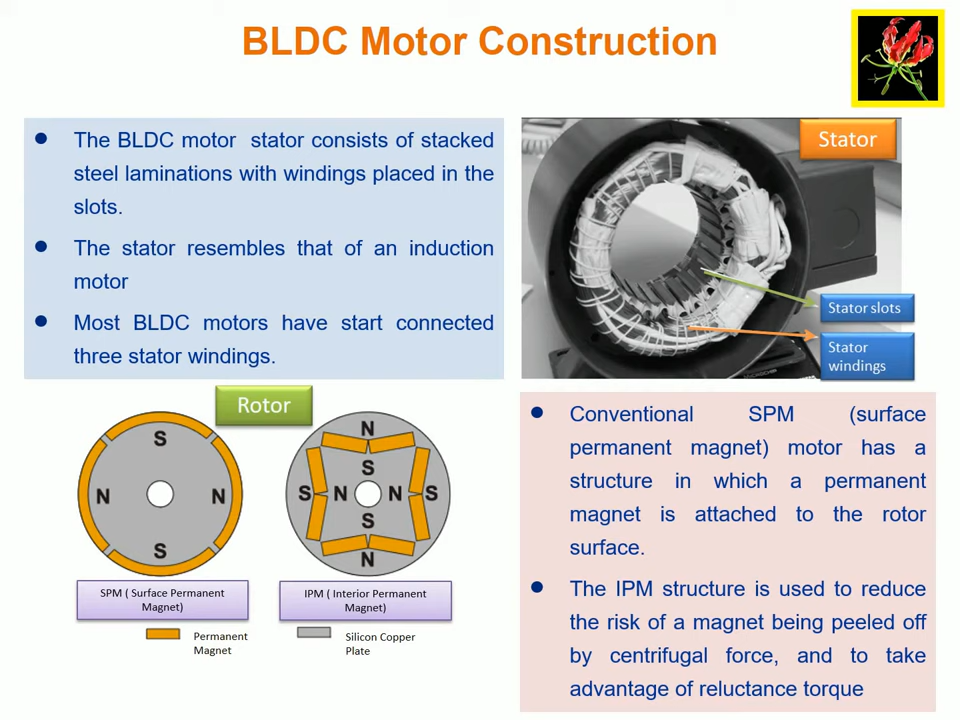 BLDC Motor Construction
● The BLDC motor stator consists of stacked
steel laminations with windings placed in the
slots.
● The stator resembles that of an induction
motor
● Most BLDC motors have start connected
three stator windings.
Stator
Stator slots
Stator
windings
Rotor
S
N N
S
N
S
S N N S
S
N
SPM ( Surface Permanent
Magnet)
IPM ( Interior Permanent
Magnet)
Permanent
Magnet
Silicon Copper
Plate
● Conventional SPM (surface
permanent magnet) motor has a
structure in which a permanent
magnet is attached to the rotor
surface.
● The IPM structure is used to reduce
the risk of a magnet being peeled off
by centrifugal force, and to take
advantage of reluctance torque